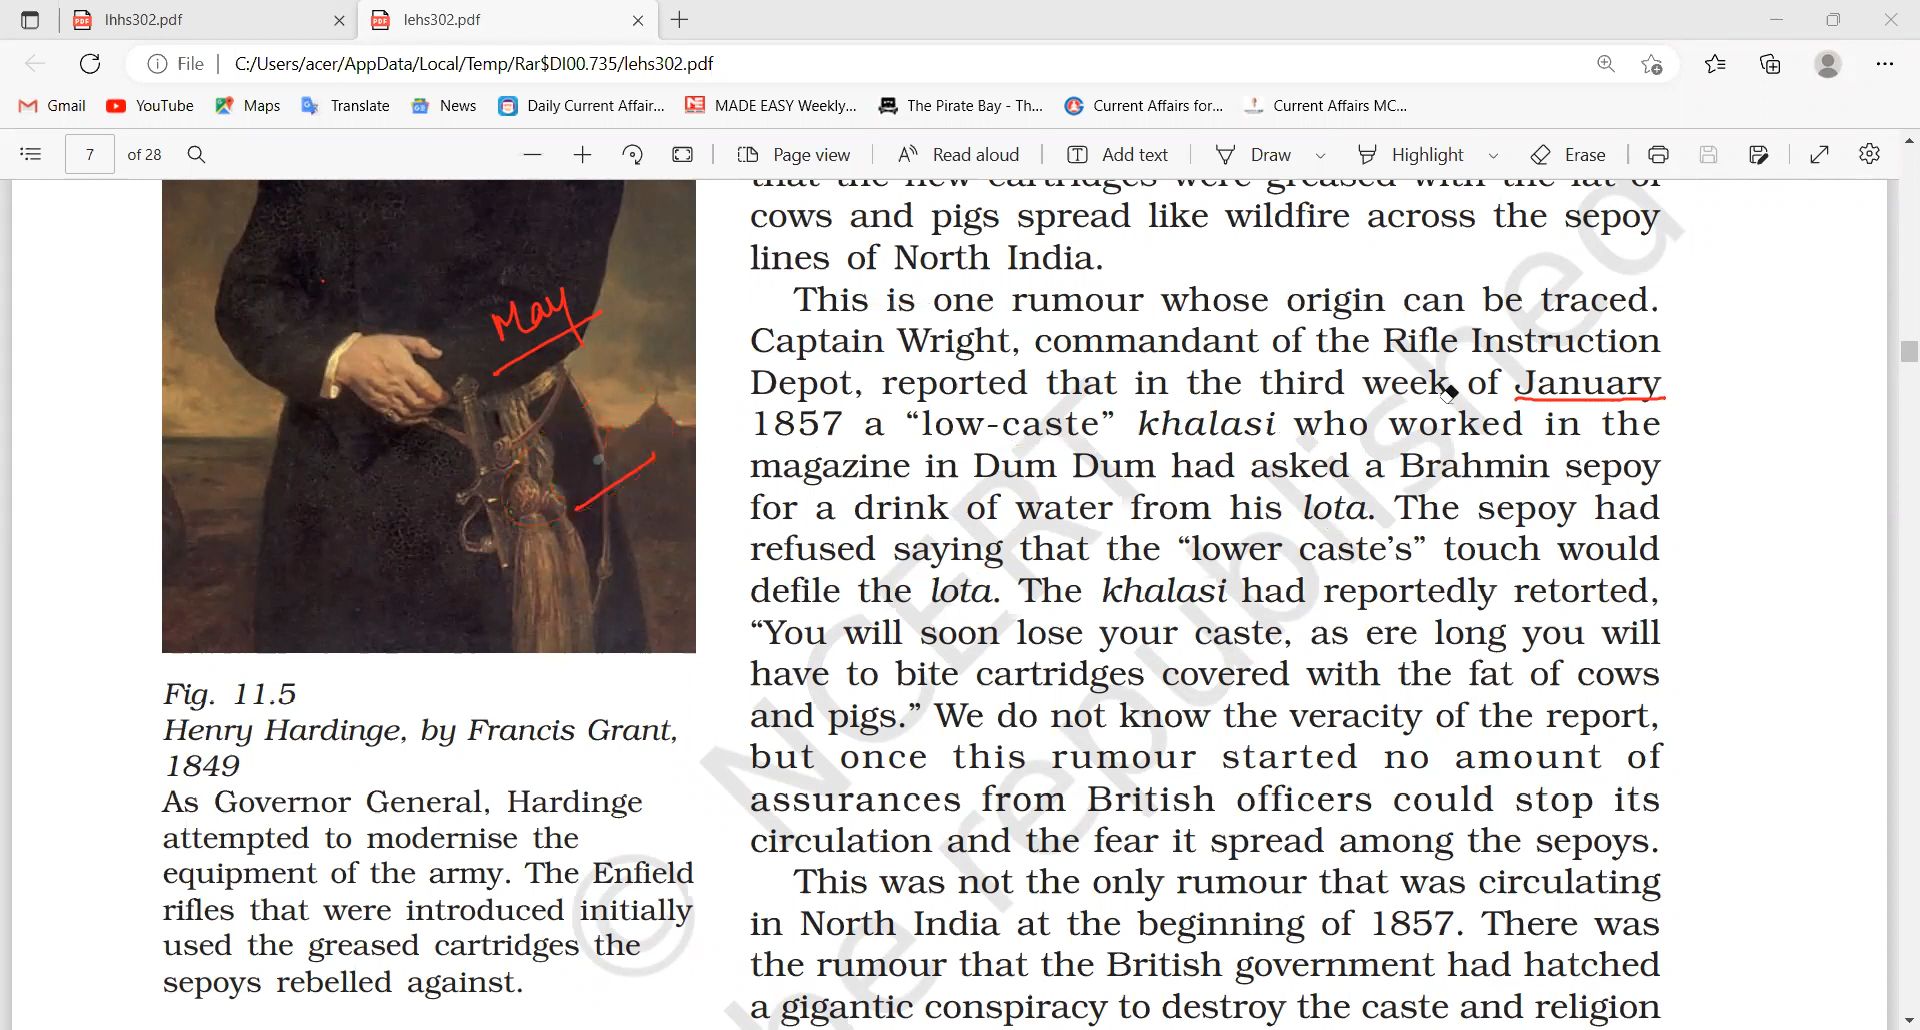 lhhs302.pdf
lehs302.pdf
File
C:/Users/acer/AppData/Local/Temp/Rar$DI00.735/lehs302.pdf
Gmail
YouTube
Maps
Translate
News
Daily Current Affair...
MADE EASY Weekly...
The Pirate Bay - Th...
Current Affairs for...
Current Affairs MC...
7 of 28
Page view
Read aloud
Add text
Draw
Highlight
Erase
May
Fig. 11.5
Henry Hardinge, by Francis Grant,
1849
As Governor General, Hardinge
attempted to modernise the
equipment of the army. The Enfield
rifles that were introduced initially
used the greased cartridges the
sepoys rebelled against.
that the new cartridges were greased with the fat of
cows and pigs spread like wildfire across the sepoy
lines of North India.
This is one rumour whose origin can be traced.
Captain Wright, commandant of the Rifle Instruction
Depot, reported that in the third week of January
1857 a “low-caste” khalasi who worked in the
magazine in Dum Dum had asked a Brahmin sepoy
for a drink of water from his lota. The sepoy had
refused saying that the “lower caste’s” touch would
defile the lota. The khalasi had reportedly retorted,
“You will soon lose your caste, as ere long you will
have to bite cartridges covered with the fat of cows
and pigs.” We do not know the veracity of the report,
but once this rumour started no amount of
assurances from British officers could stop its
circulation and the fear it spread among the sepoys.
This was not the only rumour that was circulating
in North India at the beginning of 1857. There was
the rumour that the British government had hatched
a gigantic conspiracy to destroy the caste and religion
© NCERT
be republished